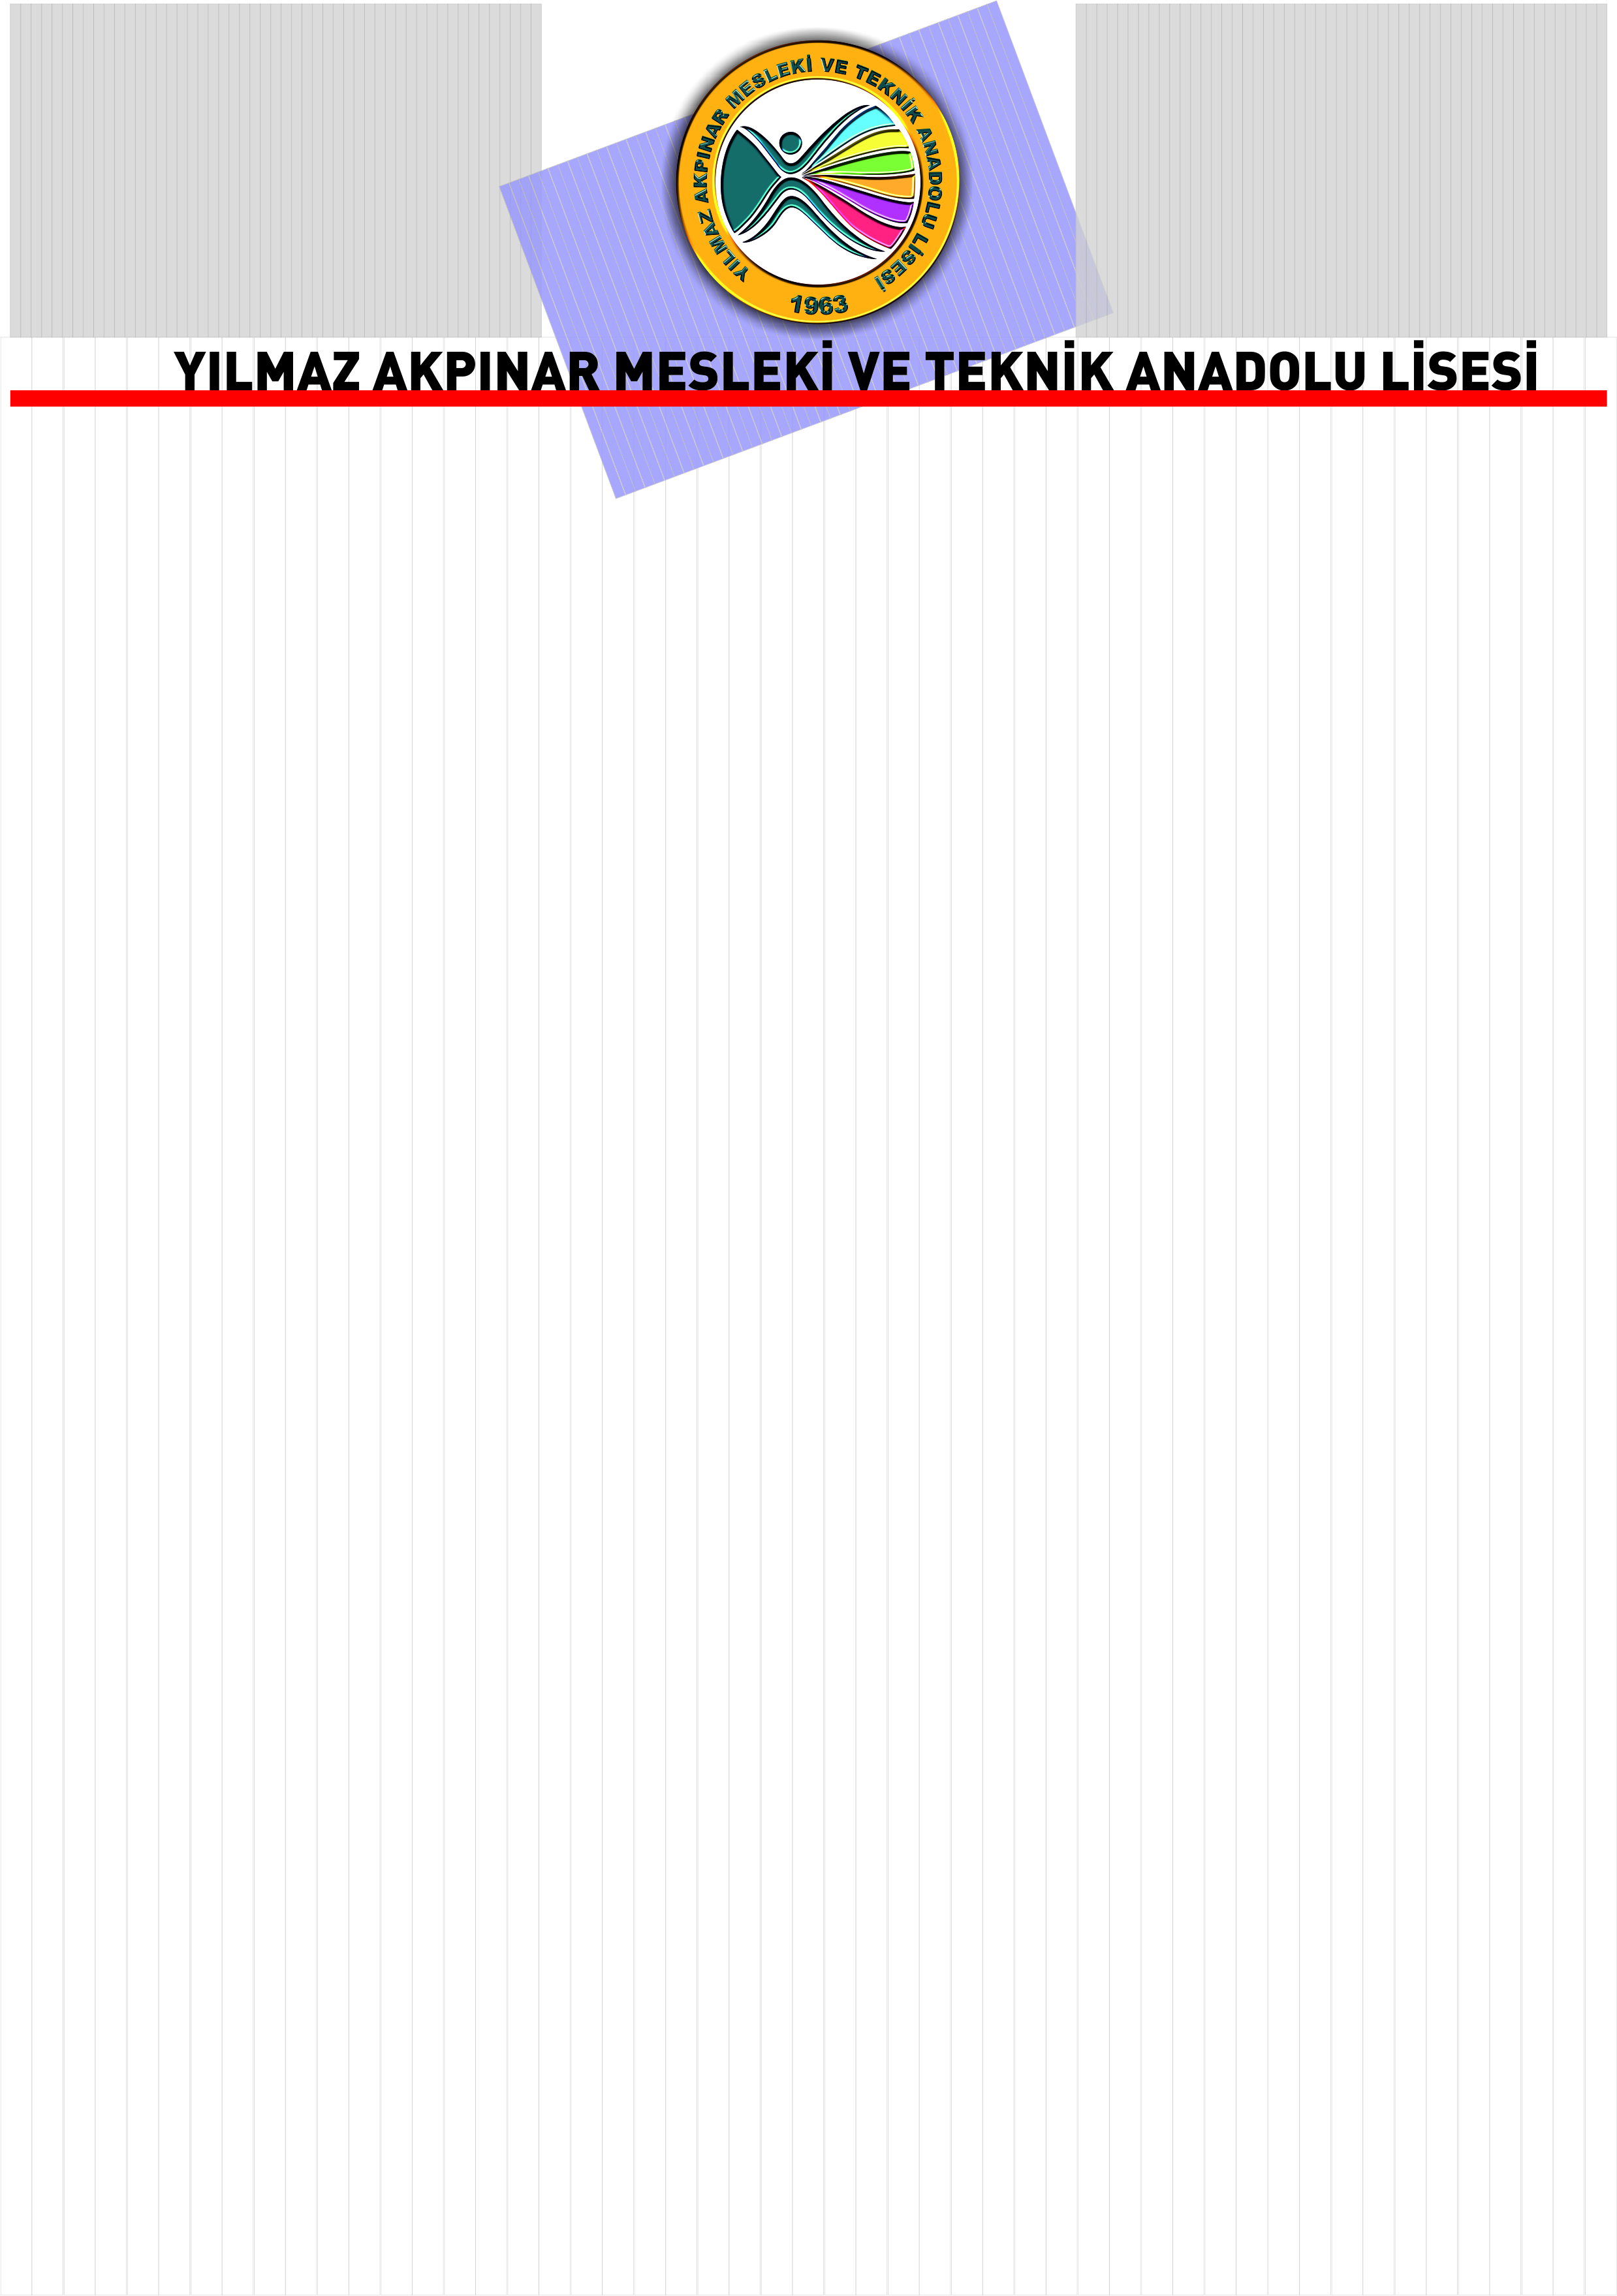 YILMAZ AKPINAR MESLEKİ VE TEKNİK ANADOLU LİSESİ
1963
YILMAZ AKPINAR MESLEKİ VE TEKNİK ANADOLU LİSESİ